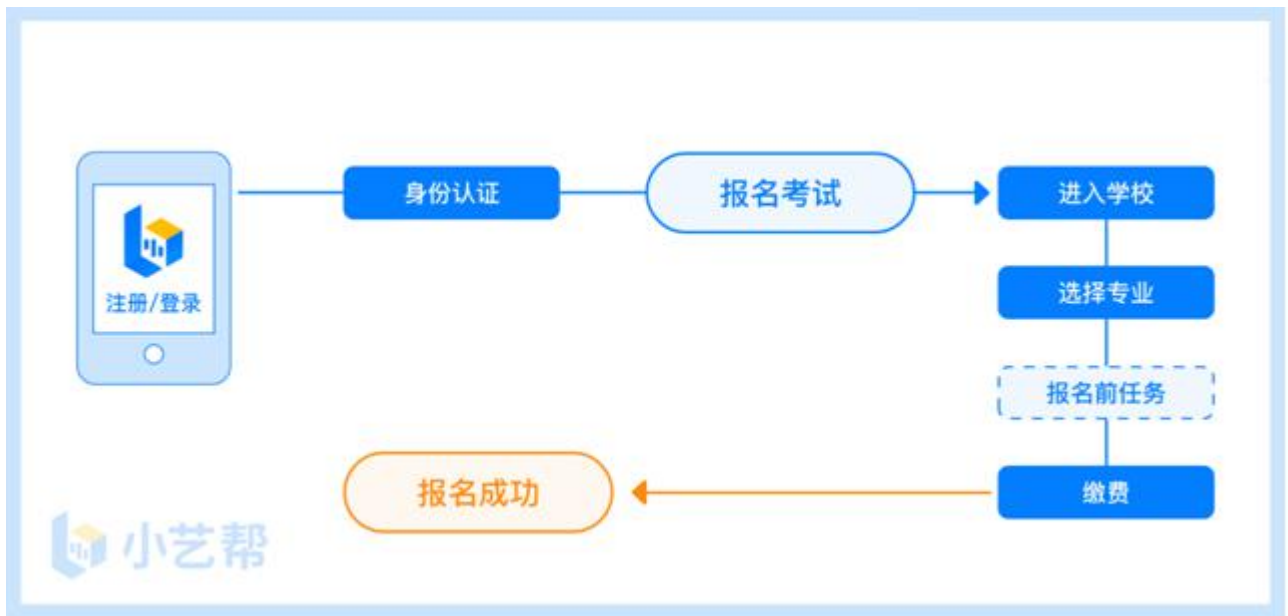 注册/登录
身份认证
报名考试
进入学校
选择专业
报名前任务
缴费
报名成功
小艺帮